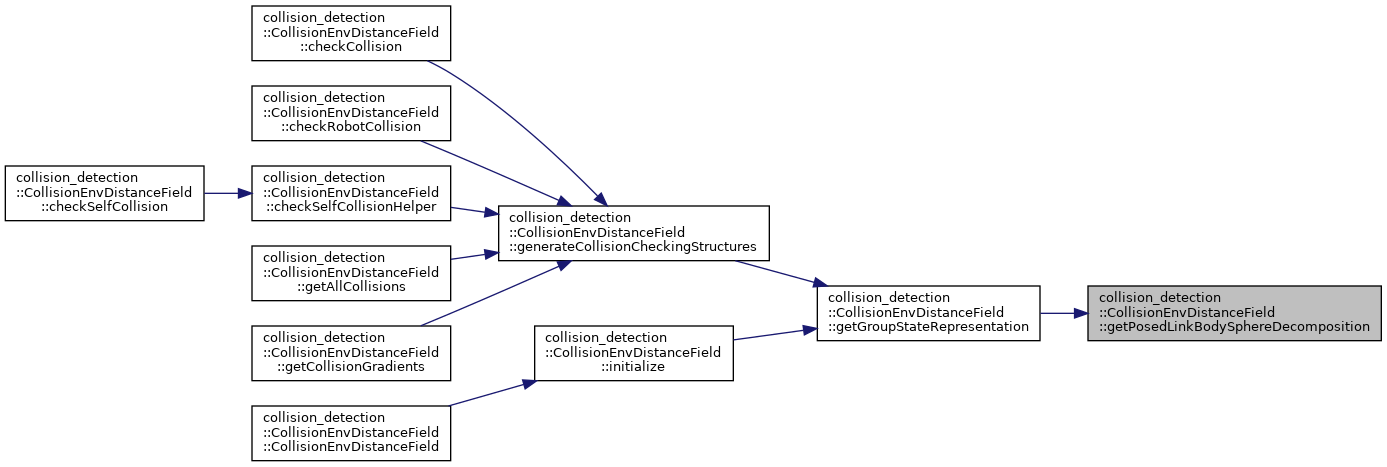 collision_detection
::CollisionEnvDistanceField
::checkCollision
collision_detection
::CollisionEnvDistanceField
::checkRobotCollision
collision_detection
::CollisionEnvDistanceField
::checkSelfCollision
collision_detection
::CollisionEnvDistanceField
::checkSelfCollisionHelper
collision_detection
::CollisionEnvDistanceField
::generateCollisionCheckingStructures
collision_detection
::CollisionEnvDistanceField
::getAllCollisions
collision_detection
::CollisionEnvDistanceField
::getGroupStateRepresentation
collision_detection
::CollisionEnvDistanceField
::getPosedLinkBodySphereDecomposition
collision_detection
::CollisionEnvDistanceField
::getCollisionGradients
collision_detection
::CollisionEnvDistanceField
::initialize
collision_detection
::CollisionEnvDistanceField
::CollisionEnvDistanceField